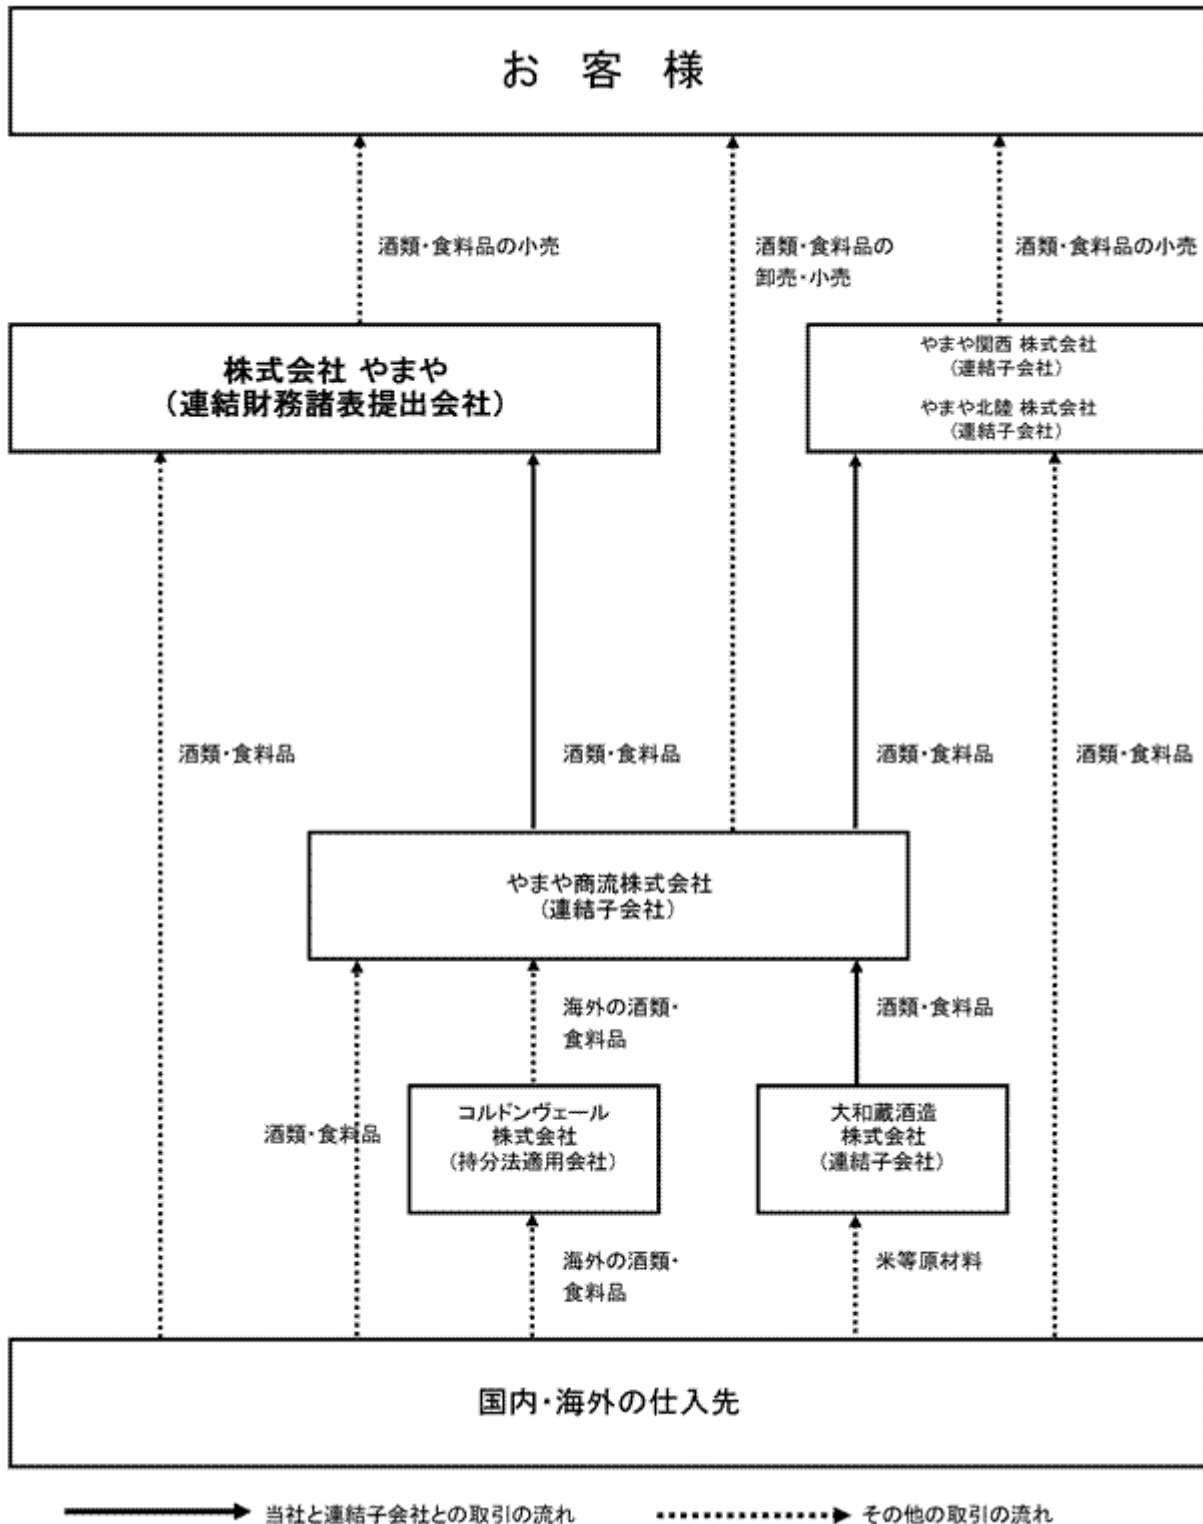 お 客 様
酒類・食料品の小売
酒類・食料品の
卸売・小売
酒類・食料品の小売
株式会社 やまや
（連結財務諸表提出会社）
やまや関西 株式会社
(連結子会社)
やまや北陸 株式会社
(連結子会社)
酒類・食料品
酒類・食料品
酒類・食料品
酒類・食料品
やまや商流株式会社
(連結子会社)
海外の酒類・
食料品
酒類・食料品
酒類・食料品
コルドンヴェール
株式会社
(持分法適用会社)
大和蔵酒造
株式会社
(連結子会社)
海外の酒類・
食料品
米等原材料
国内・海外の仕入先
当社と連結子会社との取引の流れ
その他の取引の流れ